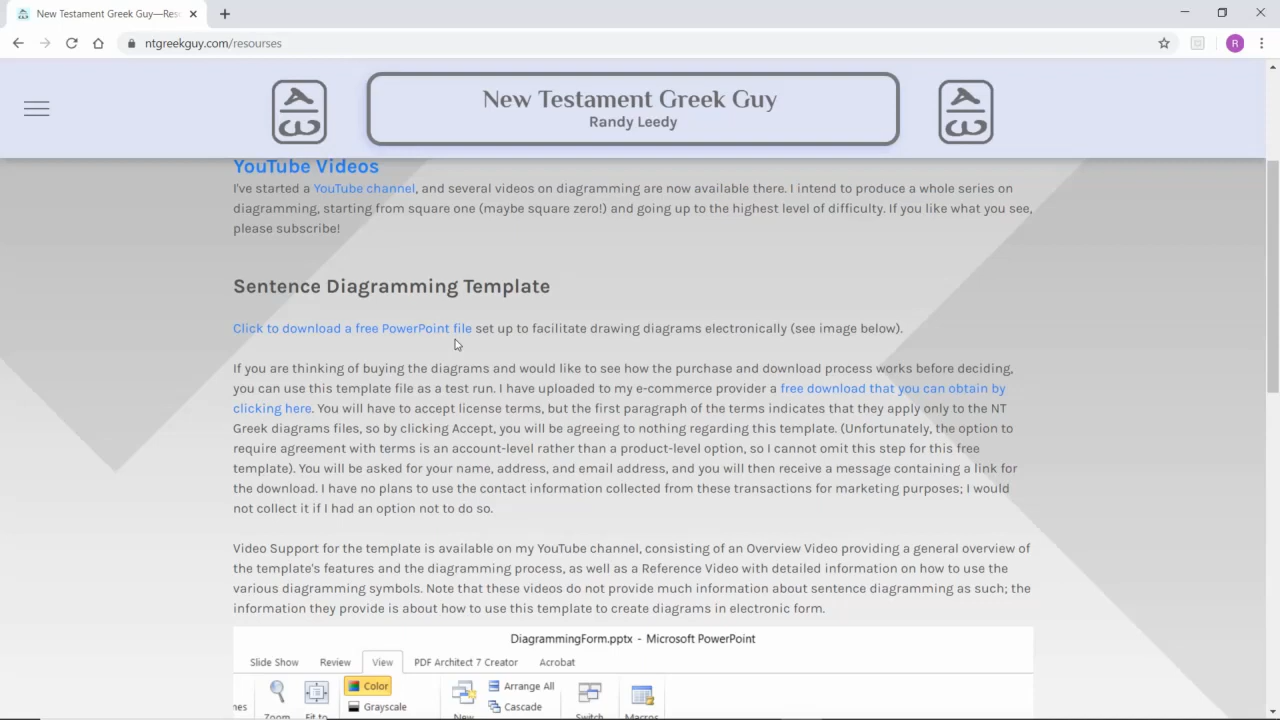 New Testament Greek Guy—Res
ntgreekguy.com/resourses
R
New Testament Greek Guy
Randy Leedy
YouTube Videos
I've started a YouTube channel, and several videos on diagramming are now available there. I intend to produce a whole series on
diagramming, starting from square one (maybe square zero!) and going up to the highest level of difficulty. If you like what you see,
please subscribe!
Sentence Diagramming Template
Click to download a free PowerPoint file set up to facilitate drawing diagrams electronically (see image below).
If you are thinking of buying the diagrams and would like to see how the purchase and download process works before deciding,
you can use this template file as a test run. I have uploaded to my e-commerce provider a free download that you can obtain by
clicking here. You will have to accept license terms, but the first paragraph of the terms indicates that they apply only to the NT
Greek diagrams files, so by clicking Accept, you will be agreeing to nothing regarding this template. (Unfortunately, the option to
require agreement with terms is an account-level rather than a product-level option, so I cannot omit this step for this free
template). You will be asked for your name, address, and email address, and you will then receive a message containing a link for
the download. I have no plans to use the contact information collected from these transactions for marketing purposes; I would
not collect it if I had an option not to do so.
Video Support for the template is available on my YouTube channel, consisting of an Overview Video providing a general overview of
the template's features and the diagramming process, as well as a Reference Video with detailed information on how to use the
various diagramming symbols. Note that these videos do not provide much information about sentence diagramming as such; the
information they provide is about how to use this template to create diagrams in electronic form.
DiagrammingForm.pptx - Microsoft PowerPoint
Slide Show Review View PDF Architect 7 Creator Acrobat
Color Arrange All
nes Zoom Fit to Grayscale New Cascade Switch Macros